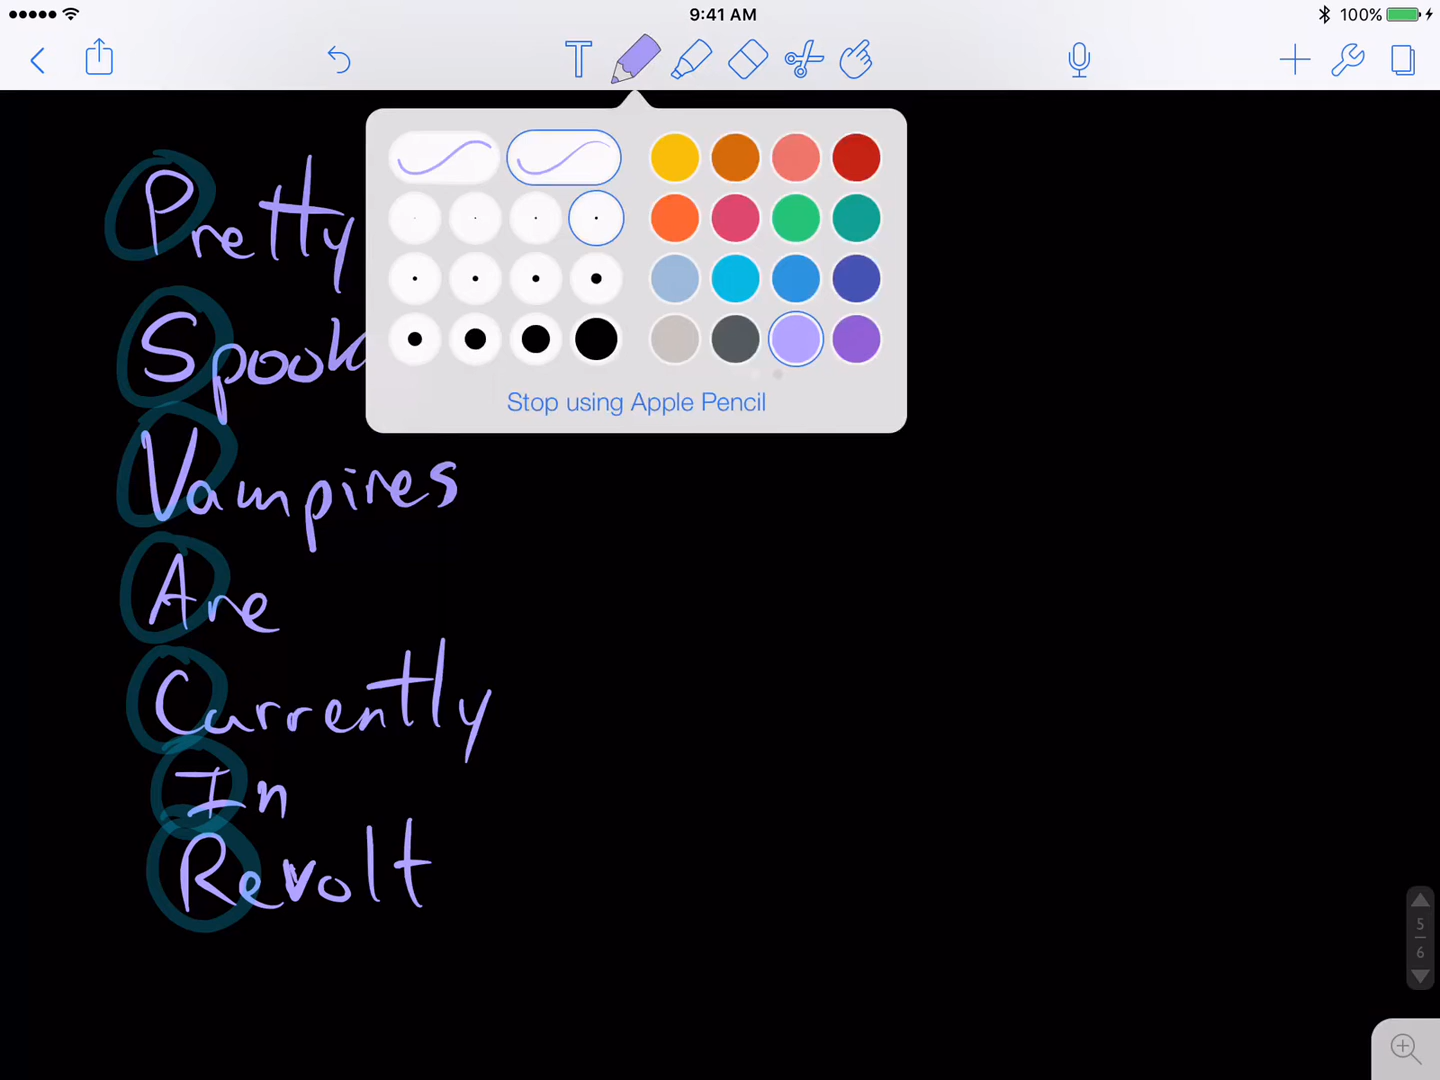 9:41 AM
100%
T
Pretty
Spook
Stop using Apple Pencil
Vampires
Are
Currently
In
Revolt
5
6